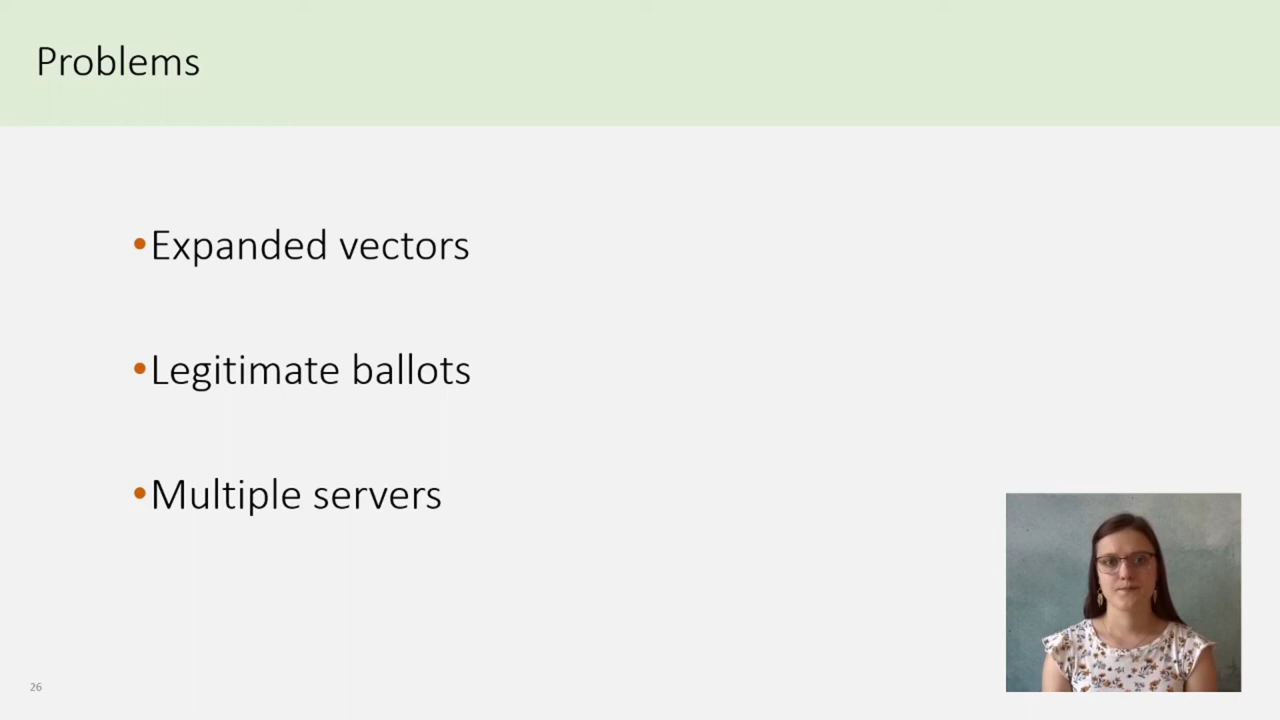 Problems
•Expanded vectors
•Legitimate ballots
•Multiple servers
26